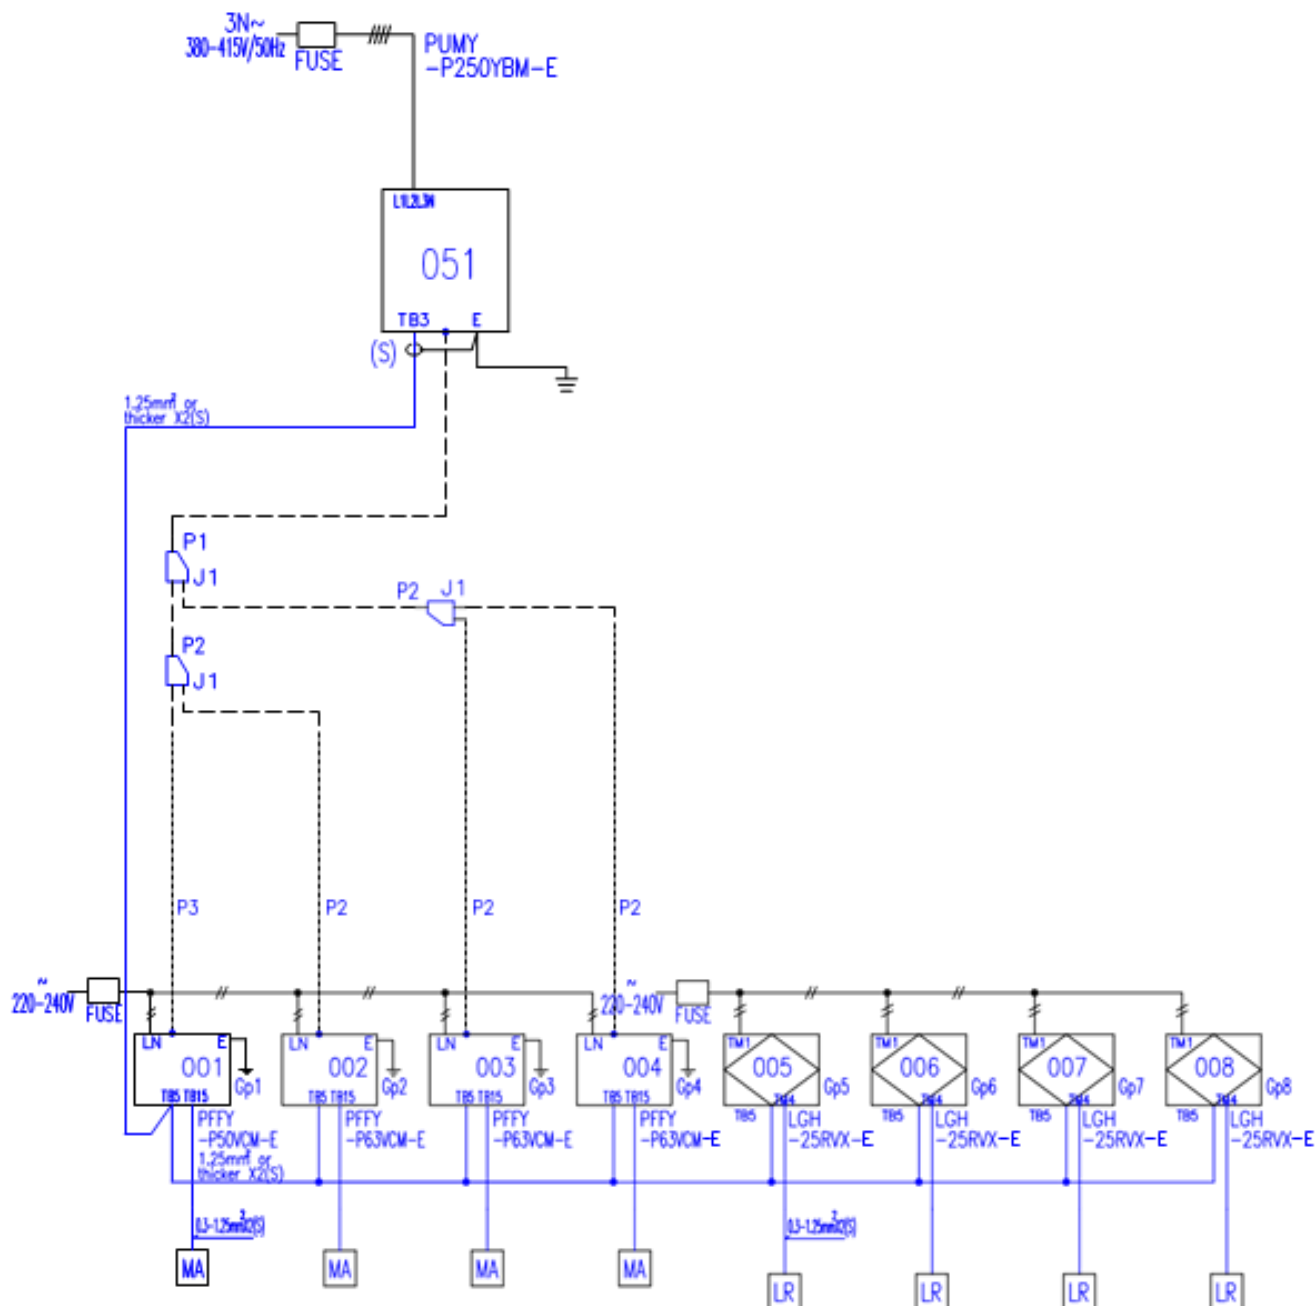 3N~
380-415V/50Hz
FUSE
PUMY
-P250YBM-E
L1L2L3N
051
TB3 E
(S)
1.25mm² or
thicker X2(S)
P1
J1
P2 J1
P2
J1
P3 P2 P2 P2
~
220-240V
FUSE
~
220-240V
FUSE
LN E
001
Gp1
TB5 TB15
PFFY
-P50VCM-E
LN E
002
Gp2
TB5 TB15
PFFY
-P63VCM-E
LN E
003
Gp3
TB5 TB15
PFFY
-P63VCM-E
LN E
004
Gp4
TB5 TB15
PFFY
-P63VCM-E
TM1
005
Gp5
TB5 TM4
LGH
-25RVX-E
TM1
006
Gp6
TB5 TM4
LGH
-25RVX-E
TM1
007
Gp7
TB5 TM4
LGH
-25RVX-E
TM1
008
Gp8
TB5 TM4
LGH
-25RVX-E
1.25mm² or
thicker X2(S)
0.3-1.25mm²X2(S)
0.3-1.25mm²X2(S)
MA MA MA MA
LR LR LR LR